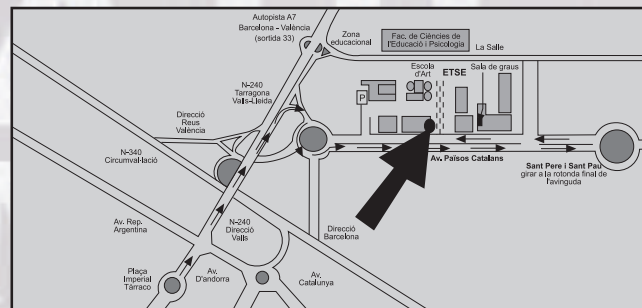 Autopista A7
Barcelona - València
(sortida 33)
Zona
educacional
Fac. de Ciències de
l'Educació i Psicologia
La Salle
Escola
d'Art
ETSE
Sala de graus
N-240
Tarragona
Valls-Lleida
P
Direcció
Reus
València
N-340
Circumval·lació
Av. Països Catalans
Sant Pere i Sant Pau
girar a la rotonda final de
l'avinguda
Av. Rep.
Argentina
N-240
Direcció
Valls
Direcció
Barcelona
Plaça
Imperial
Tàrraco
Av.
D'andorra
Av.
Catalunya